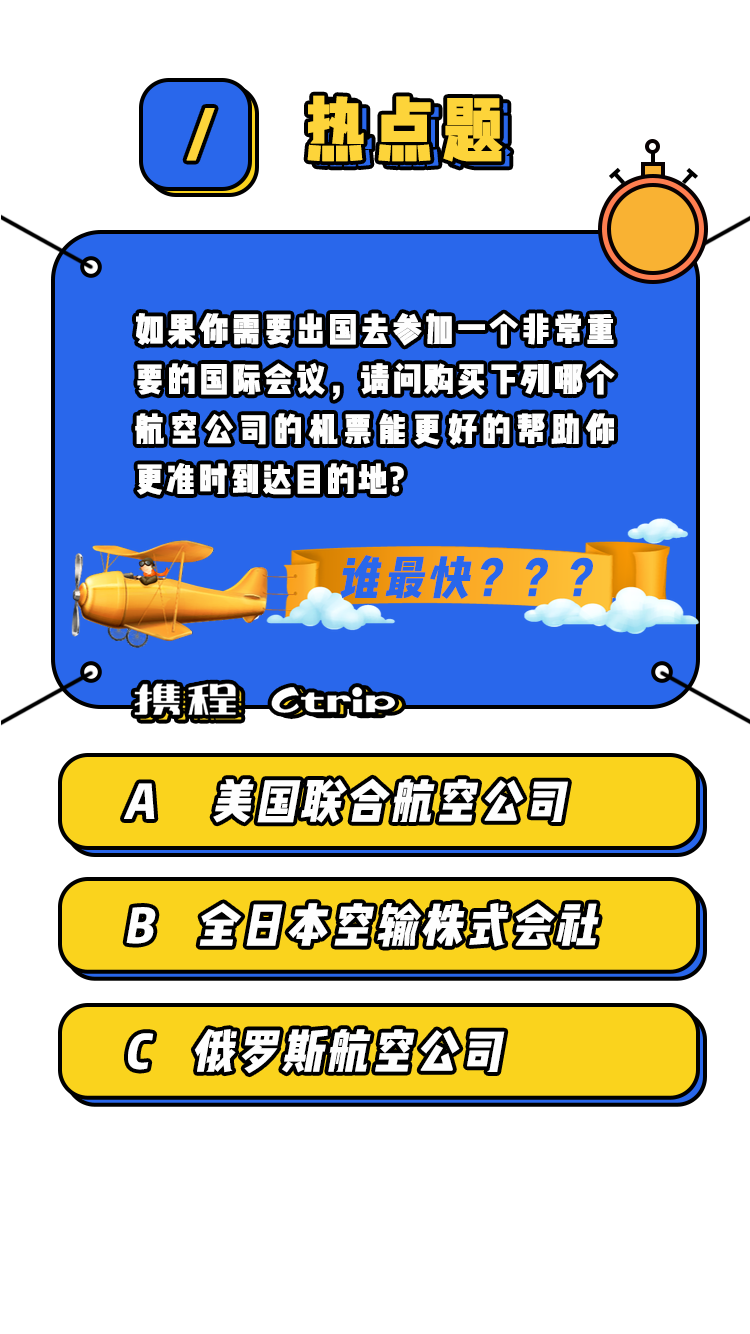 / 热点题
如果你需要出国去参加一个非常重
要的国际会议，请问购买下列哪个
航空公司的机票能更好的帮助你
更准时到达目的地?
谁最快？？？
携程 Ctrip
A 美国联合航空公司
B 全日本空输株式会社
C 俄罗斯航空公司